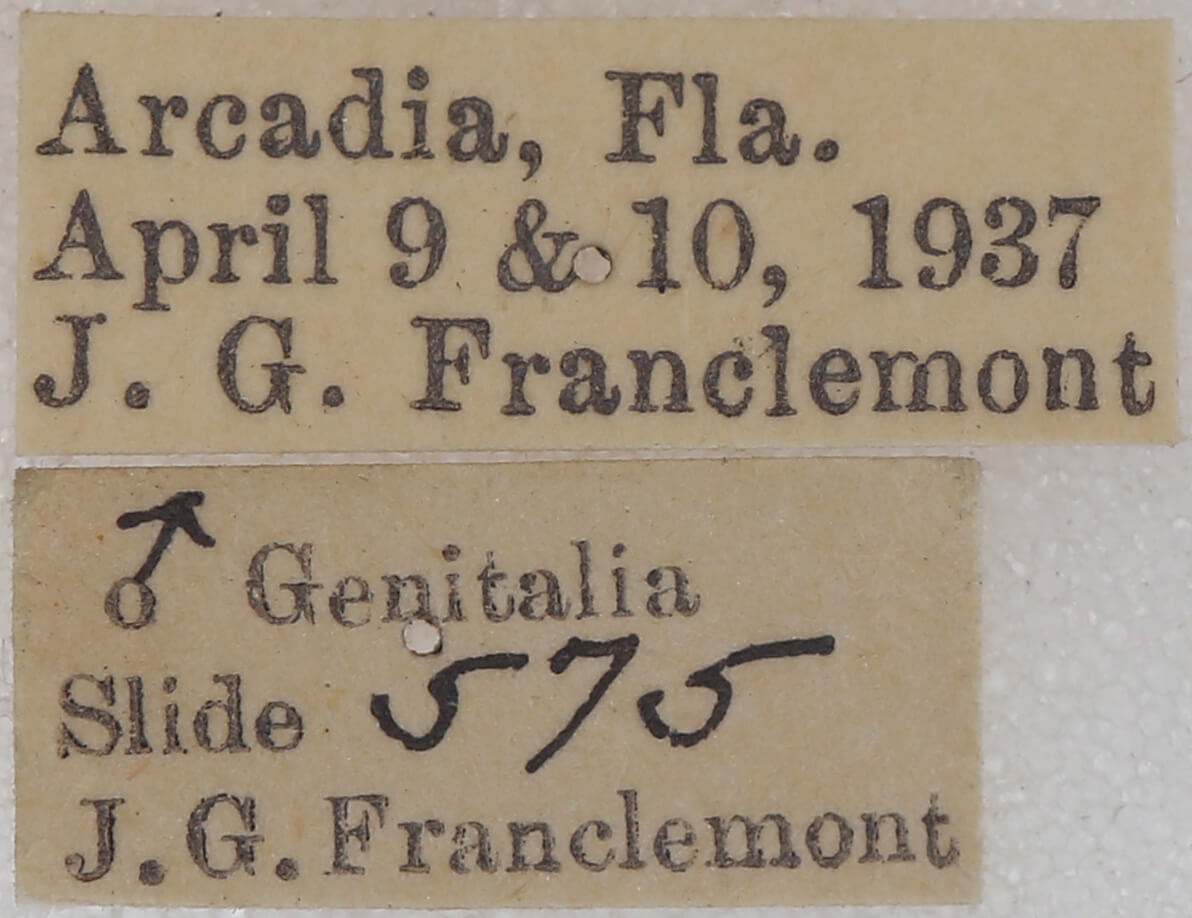 Arcadia, Fla.
April 9 & 10, 1937
J. G. Franclemont
♂ Genitalia
Slide 575
J. G. Franclemont